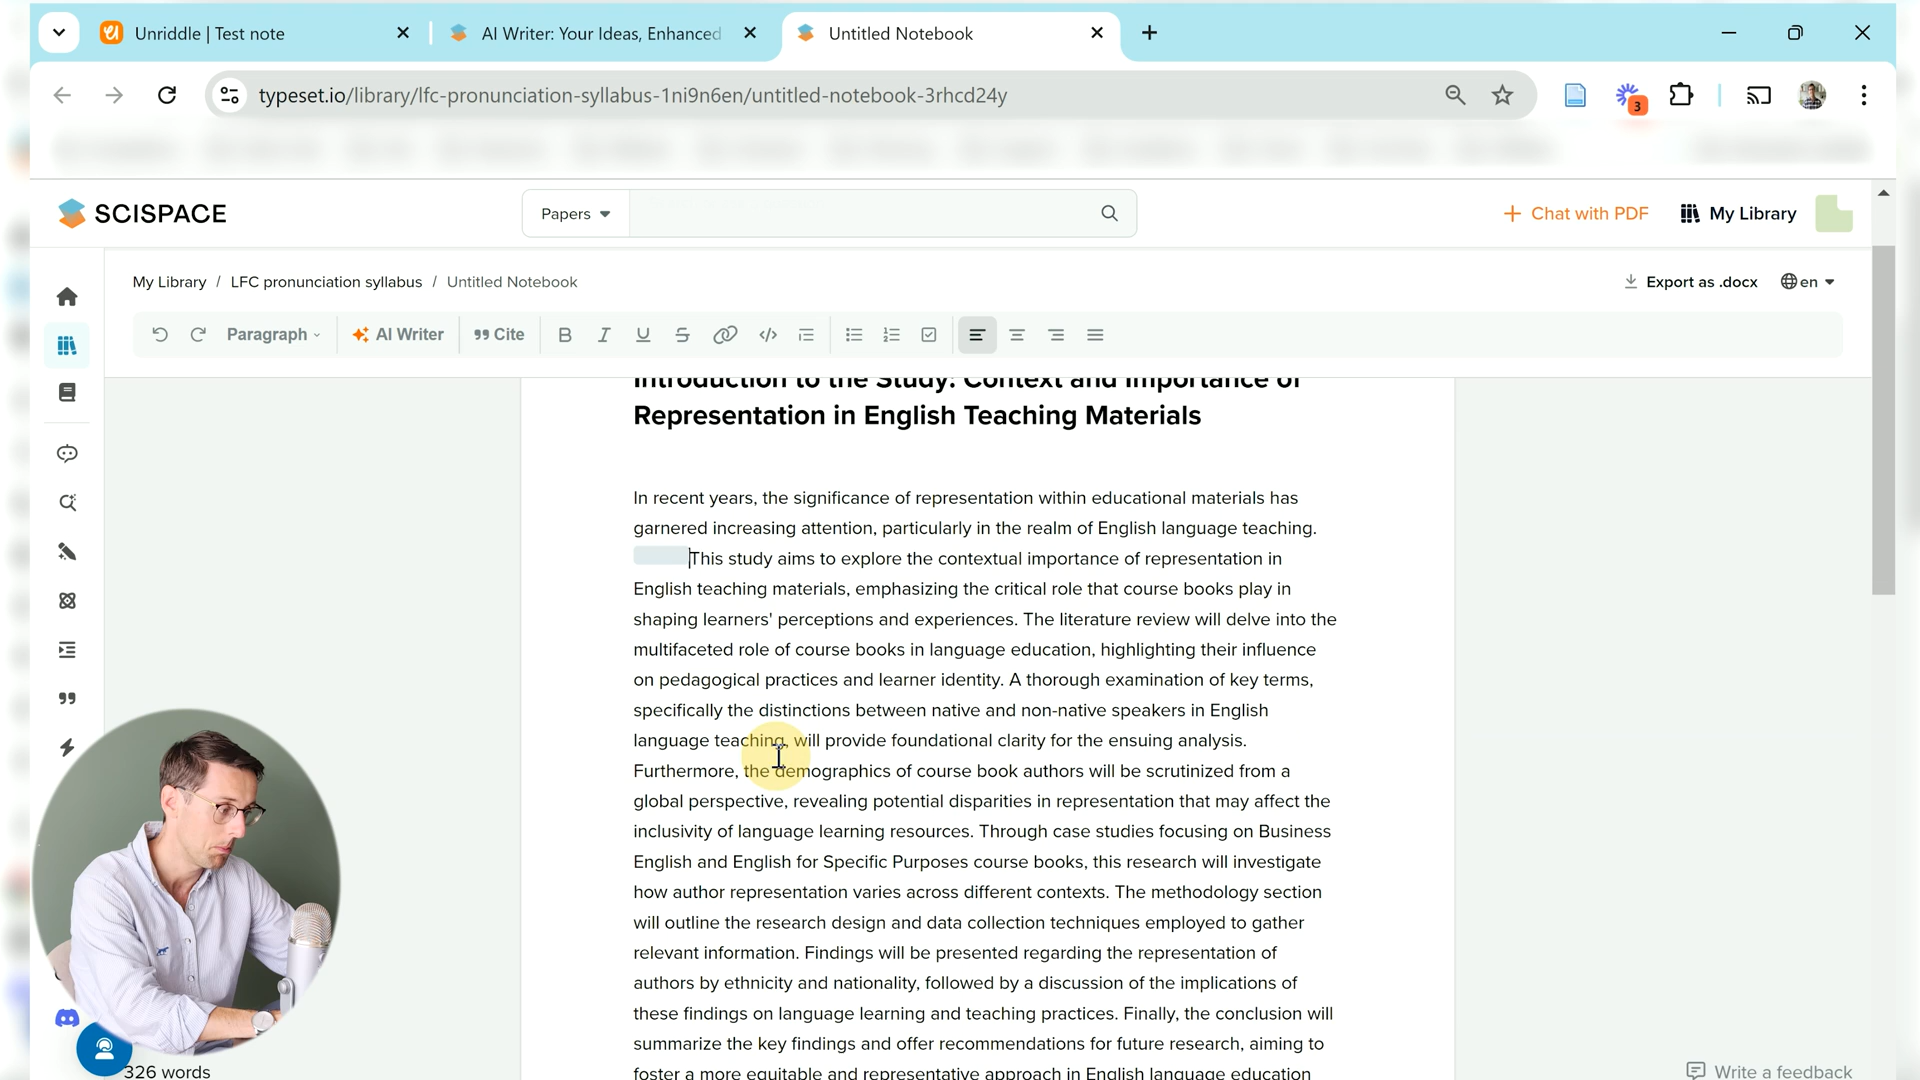 Unriddle | Test note
AI Writer: Your Ideas, Enhanced
Untitled Notebook
typeset.io/library/lfc-pronunciation-syllabus-1ni9n6en/untitled-notebook-3rhcd24y
3
SCISPACE
Papers
Chat with PDF
My Library
My Library / LFC pronunciation syllabus / Untitled Notebook
Export as .docx
en
Paragraph
AI Writer
Cite
Introduction to the Study: Context and Importance of
Representation in English Teaching Materials
In recent years, the significance of representation within educational materials has
garnered increasing attention, particularly in the realm of English language teaching.
This study aims to explore the contextual importance of representation in
English teaching materials, emphasizing the critical role that course books play in
shaping learners' perceptions and experiences. The literature review will delve into the
multifaceted role of course books in language education, highlighting their influence
on pedagogical practices and learner identity. A thorough examination of key terms,
specifically the distinctions between native and non-native speakers in English
language teaching, will provide foundational clarity for the ensuing analysis.
Furthermore, the demographics of course book authors will be scrutinized from a
global perspective, revealing potential disparities in representation that may affect the
inclusivity of language learning resources. Through case studies focusing on Business
English and English for Specific Purposes course books, this research will investigate
how author representation varies across different contexts. The methodology section
will outline the research design and data collection techniques employed to gather
relevant information. Findings will be presented regarding the representation of
authors by ethnicity and nationality, followed by a discussion of the implications of
these findings on language learning and teaching practices. Finally, the conclusion will
summarize the key findings and offer recommendations for future research, aiming to
foster a more equitable and representative approach in English language education
326 words
Write a feedback